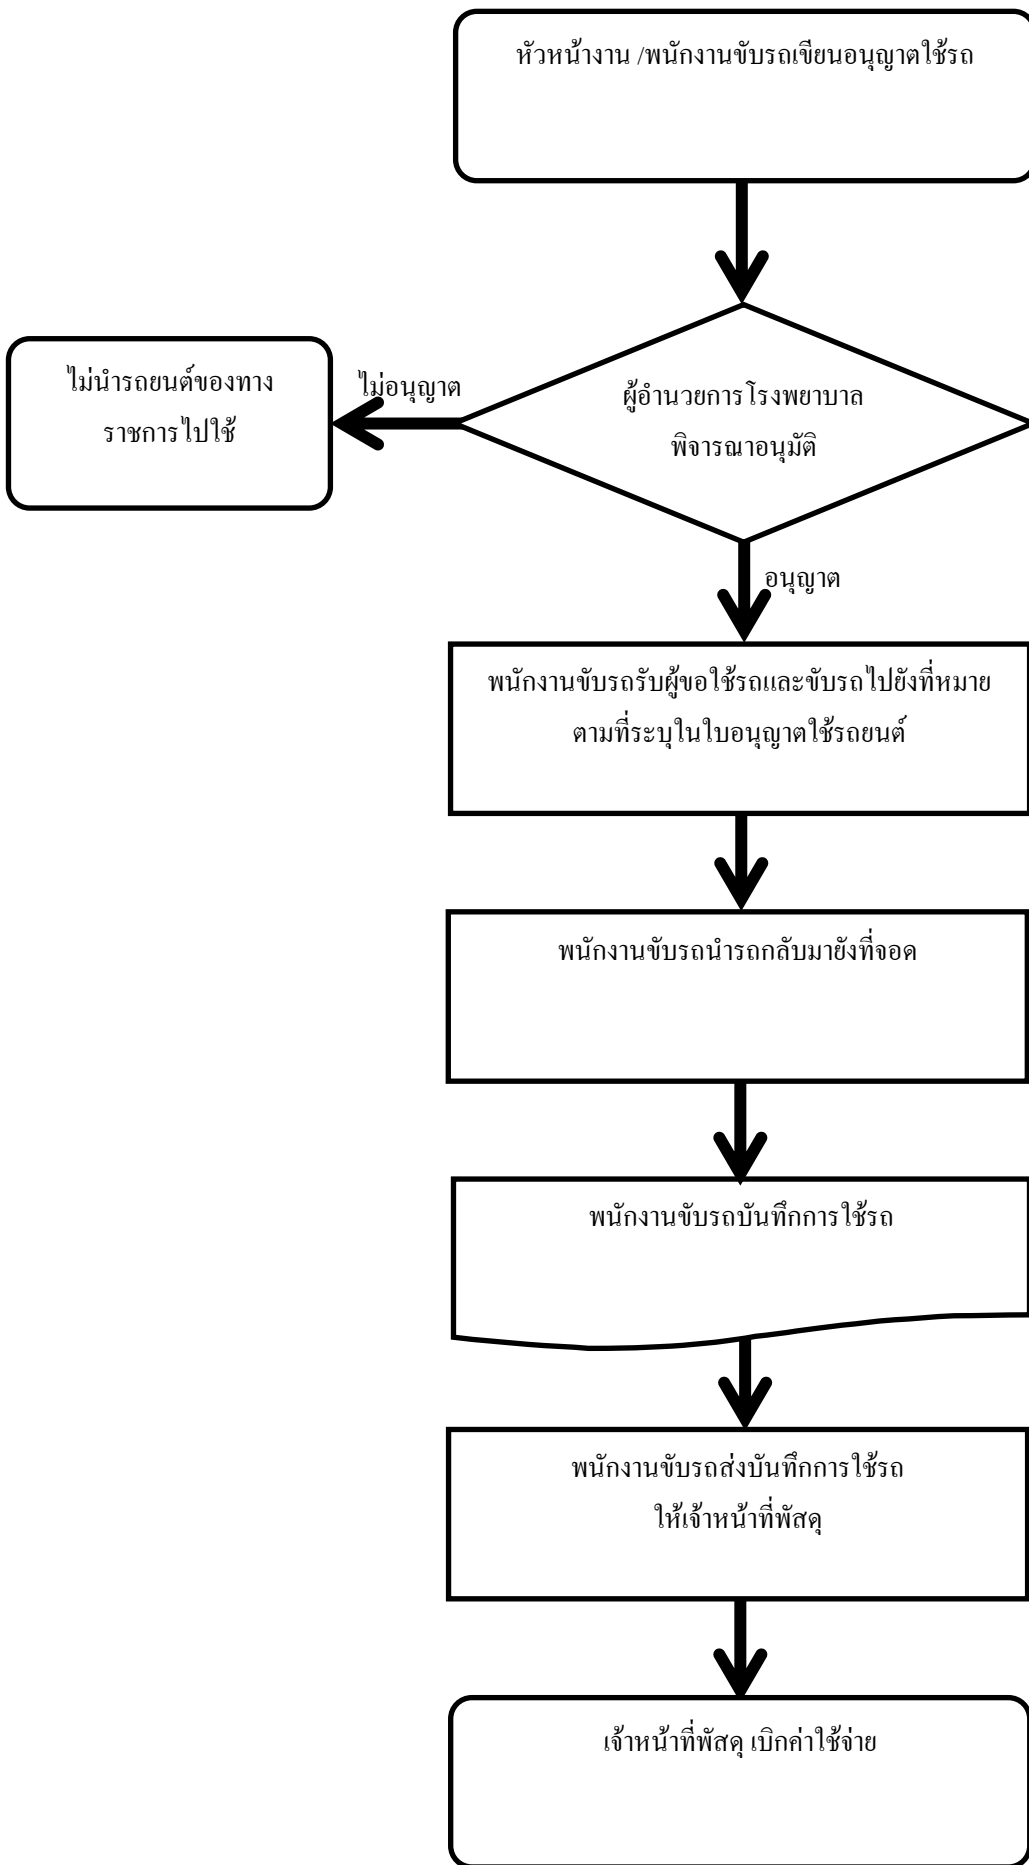 หัวหน้างาน /พนักงานขับรถเขียนอนุญาตใช้รถ
ผู้อำนวยการโรงพยาบาล
พิจารณาอนุมัติ
ไม่อนุญาต
ไม่นำรถยนต์ของทาง
ราชการไปใช้
อนุญาต
พนักงานขับรถรับผู้ขอใช้รถและขับรถไปยังที่หมาย
ตามที่ระบุในใบอนุญาตใช้รถยนต์
พนักงานขับรถนำรถกลับมายังที่จอด
พนักงานขับรถบันทึกการใช้รถ
พนักงานขับรถส่งบันทึกการใช้รถ
ให้เจ้าหน้าที่พัสดุ
เจ้าหน้าที่พัสดุ เบิกค่าใช้จ่าย